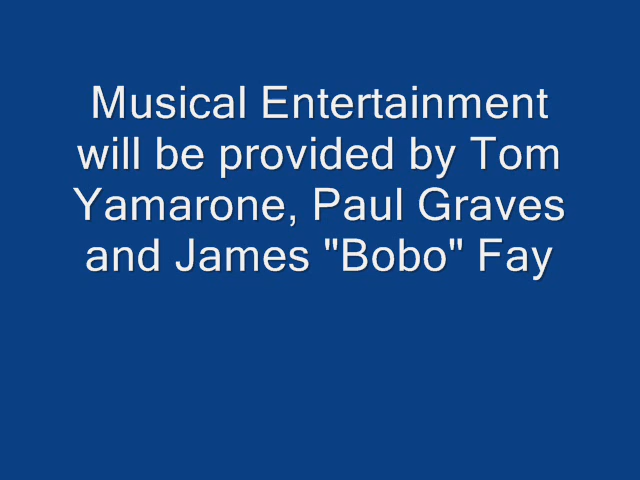 Musical Entertainment
will be provided by Tom
Yamarone, Paul Graves
and James "Bobo" Fay